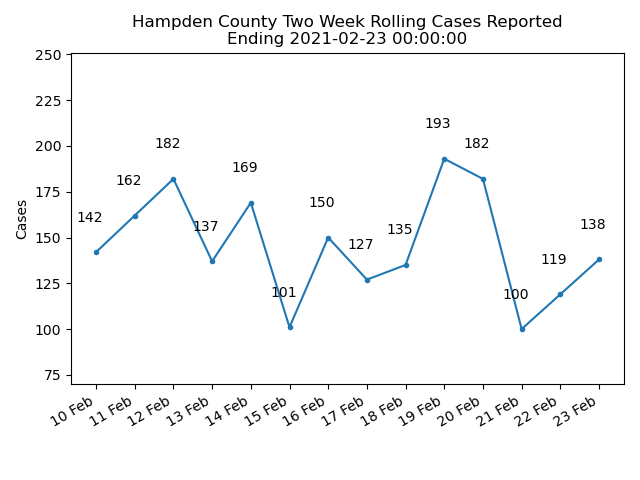 Hampden County Two Week Rolling Cases Reported
Ending 2021-02-23 00:00:00
250
225
200
175
150
125
100
75
Cases
142
162
182
137
169
101
150
127
135
193
182
100
119
138
10 Feb
11 Feb
12 Feb
13 Feb
14 Feb
15 Feb
16 Feb
17 Feb
18 Feb
19 Feb
20 Feb
21 Feb
22 Feb
23 Feb